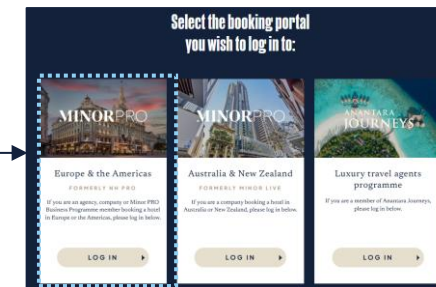 Select the booking portal
you wish to log in to:
MINORPRO
Europe & the Americas
FORMERLY NH PRO
If you are an agency, company or Minor PRO
Business Programme member booking a hotel
in Europe or the Americas, please log in below.
LOG IN
MINORPRO
Australia & New Zealand
FORMERLY MINOR LIVE
If you are a company booking a hotel in
Australia or New Zealand, please log in below.
LOG IN
ANANTARA
JOURNEYS
Luxury travel agents
programme
If you are a member of Anantara Journeys,
please log in below.
LOG IN